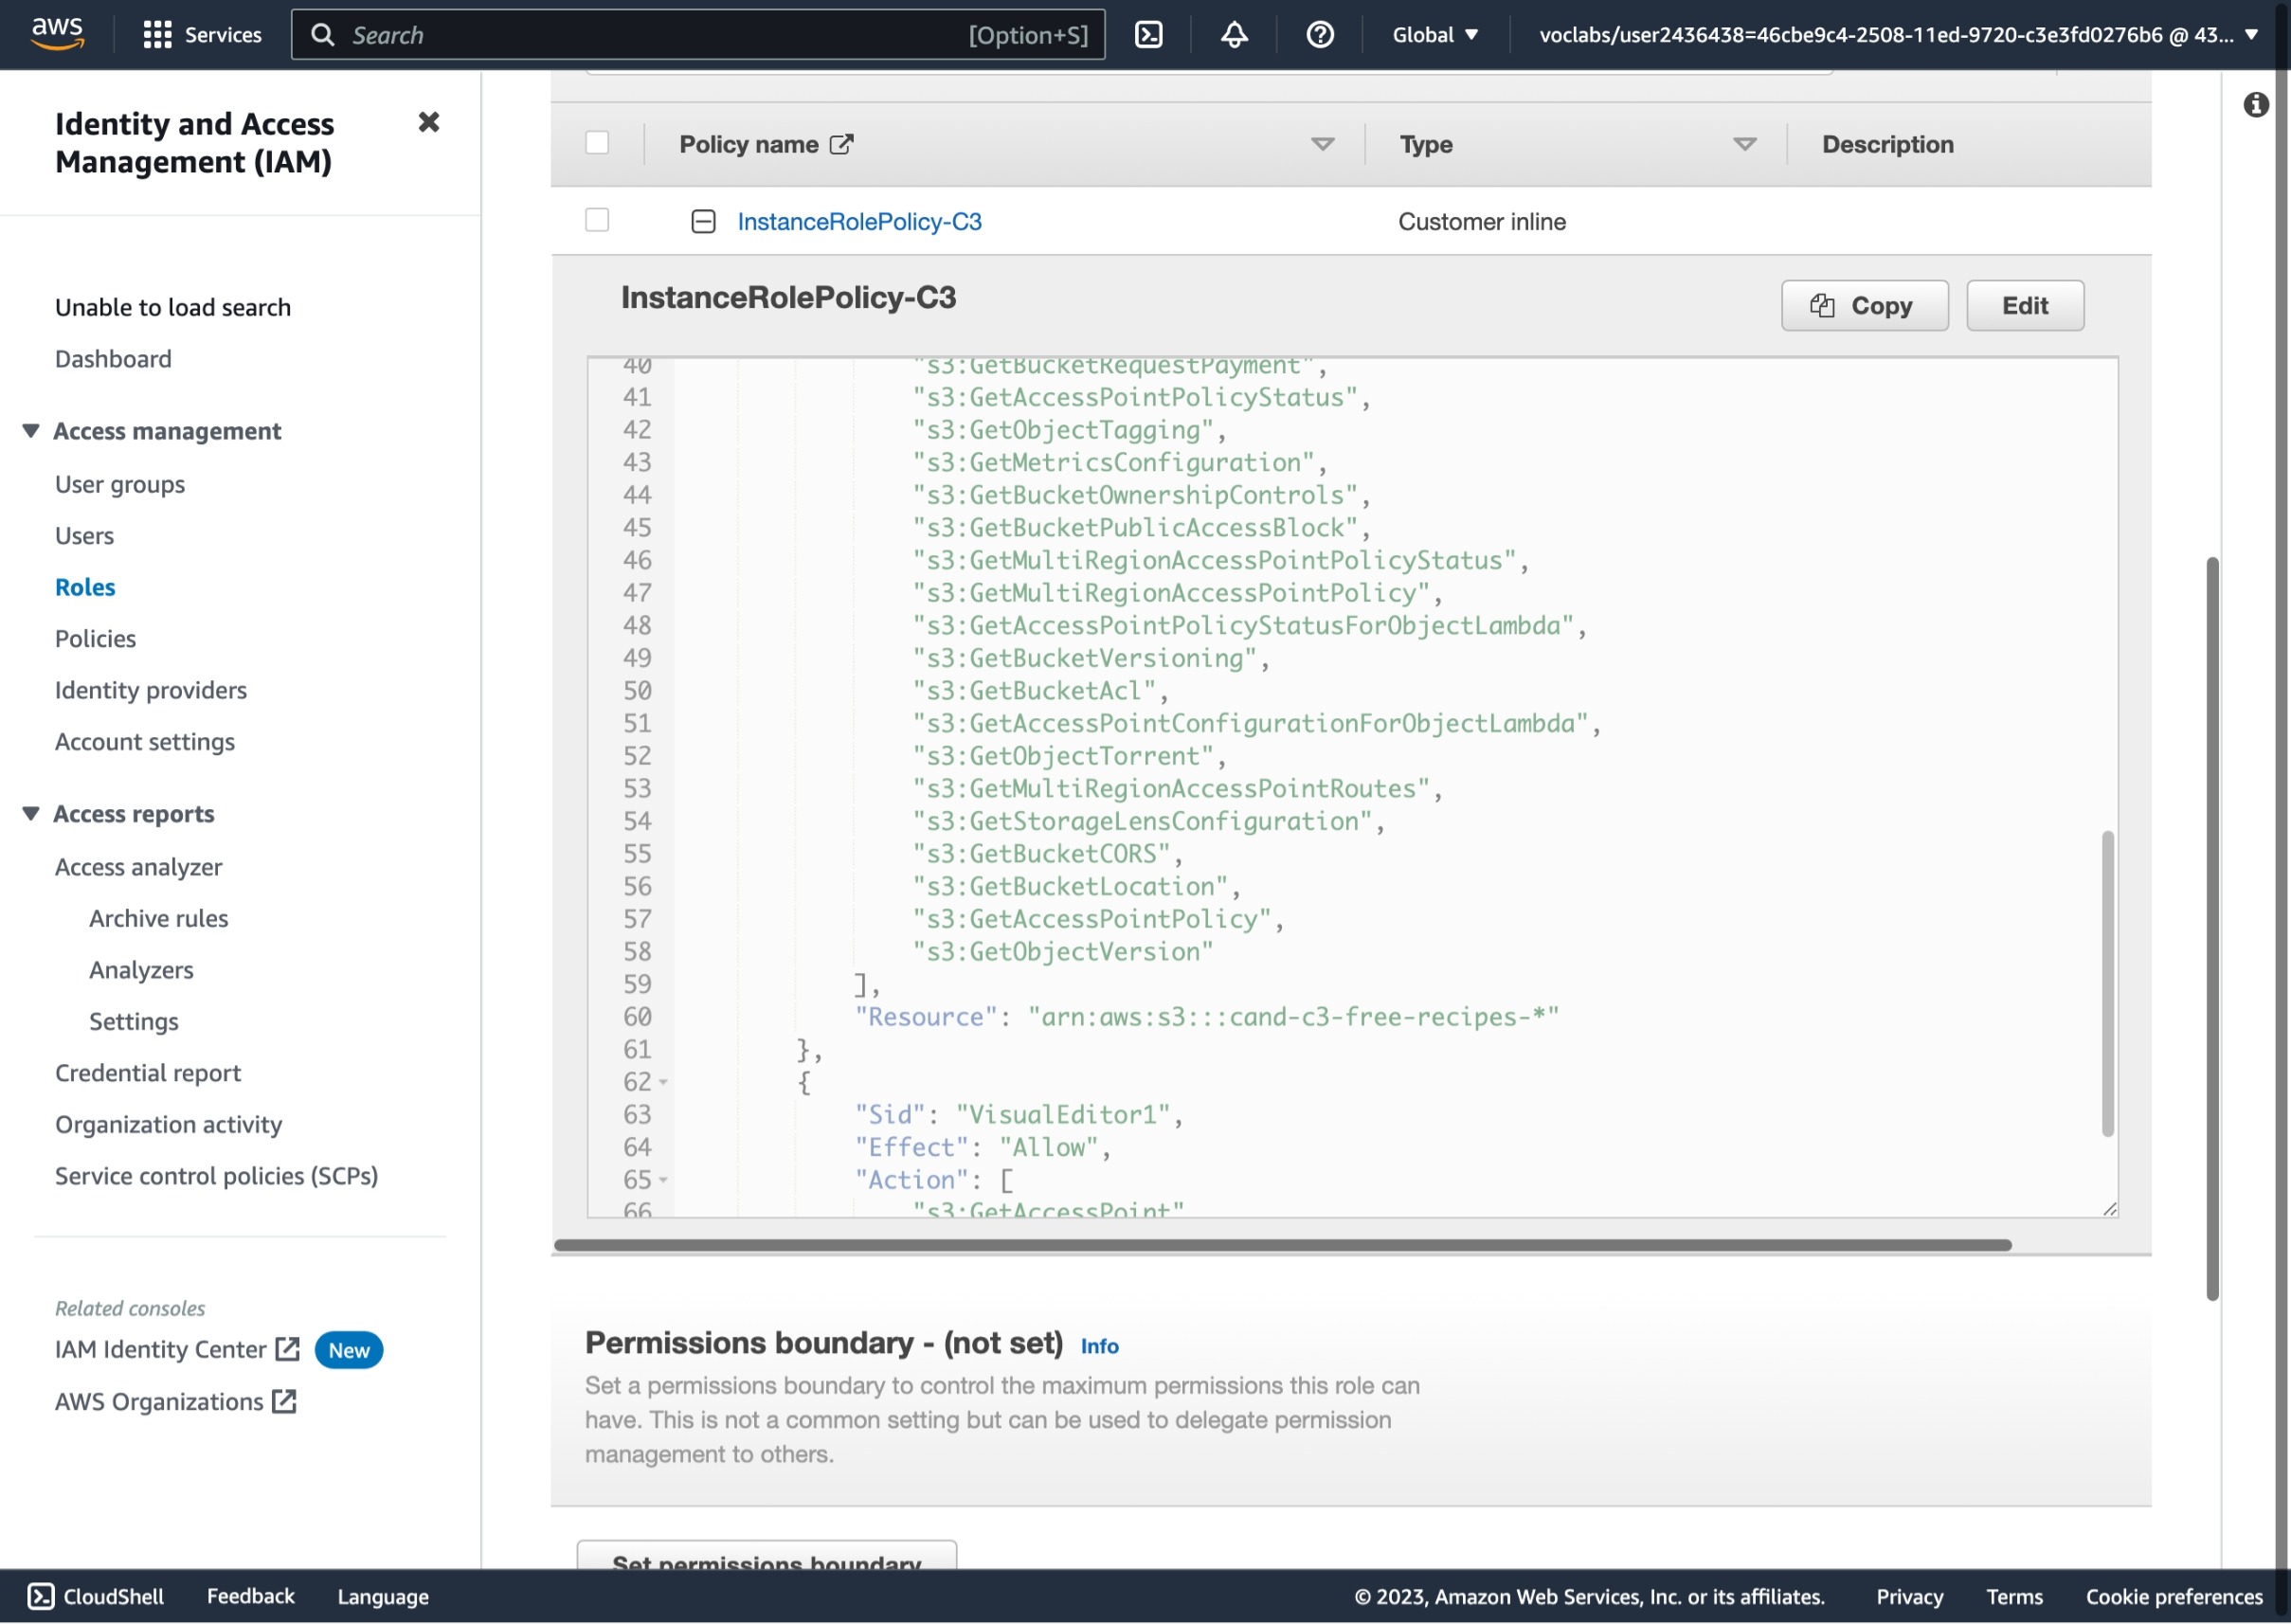 aws
Services
Search
[Option+S]
Global
voclabs/user2436438=46cbe9c4-2508-11ed-9720-c3e3fd0276b6 @ 43...
Identity and Access
Management (IAM)
Unable to load search
Dashboard
Access management
User groups
Users
Roles
Policies
Identity providers
Account settings
Access reports
Access analyzer
Archive rules
Analyzers
Settings
Credential report
Organization activity
Service control policies (SCPs)
Related consoles
IAM Identity Center New
AWS Organizations
Policy name Type Description
InstanceRolePolicy-C3 Customer inline
InstanceRolePolicy-C3
Copy Edit
40 "s3:GetBucketRequestPayment",
41 "s3:GetAccessPointPolicyStatus",
42 "s3:GetObjectTagging",
43 "s3:GetMetricsConfiguration",
44 "s3:GetBucketOwnershipControls",
45 "s3:GetBucketPublicAccessBlock",
46 "s3:GetMultiRegionAccessPointPolicyStatus",
47 "s3:GetMultiRegionAccessPointPolicy",
48 "s3:GetAccessPointPolicyStatusForObjectLambda",
49 "s3:GetBucketVersioning",
50 "s3:GetBucketAcl",
51 "s3:GetAccessPointConfigurationForObjectLambda",
52 "s3:GetObjectTorrent",
53 "s3:GetMultiRegionAccessPointRoutes",
54 "s3:GetStorageLensConfiguration",
55 "s3:GetBucketCORS",
56 "s3:GetBucketLocation",
57 "s3:GetAccessPointPolicy",
58 "s3:GetObjectVersion"
59 ],
60 "Resource": "arn:aws:s3:::cand-c3-free-recipes-*"
61 },
62 {
63 "Sid": "VisualEditor1",
64 "Effect": "Allow",
65 "Action": [
66 "s3:GetAccessPoint"
Permissions boundary - (not set) Info
Set a permissions boundary to control the maximum permissions this role can
have. This is not a common setting but can be used to delegate permission
management to others.
Set permissions boundary
CloudShell
Feedback
Language
© 2023, Amazon Web Services, Inc. or its affiliates.
Privacy
Terms
Cookie preferences